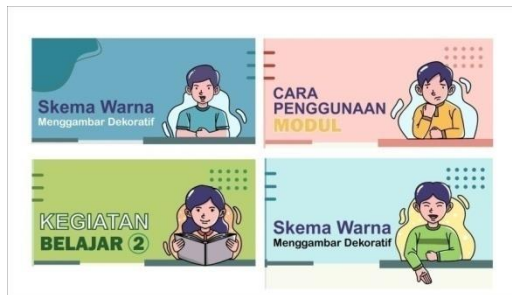 Skema Warna
Menggambar Dekoratif
CARA
PENGGUNAAN
MODUL
KEGIATAN
BELAJAR 2
Skema Warna
Menggambar Dekoratif